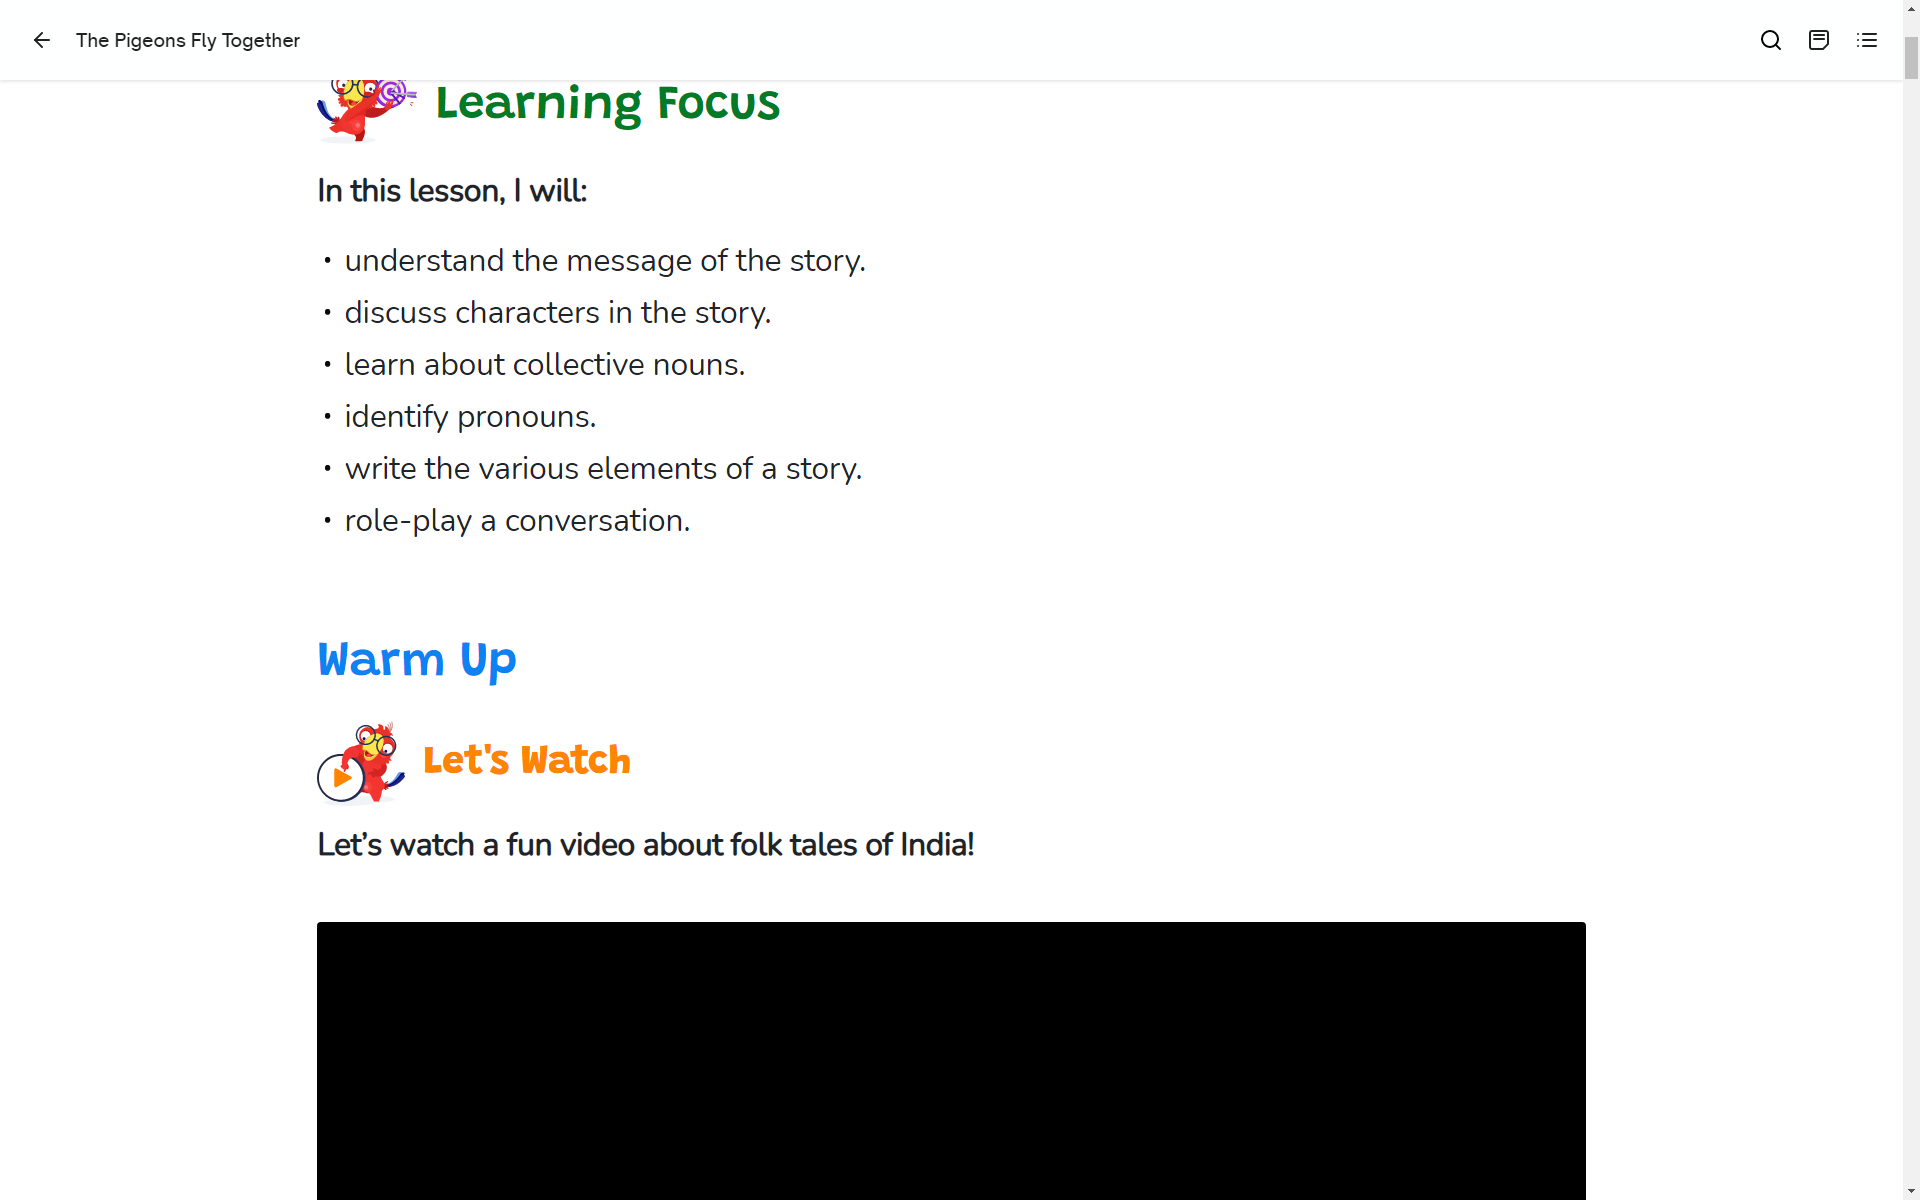 The Pigeons Fly Together
Learning Focus
In this lesson, I will:
• understand the message of the story.
• discuss characters in the story.
• learn about collective nouns.
• identify pronouns.
• write the various elements of a story.
• role-play a conversation.
Warm Up
Let's Watch
Let’s watch a fun video about folk tales of India!